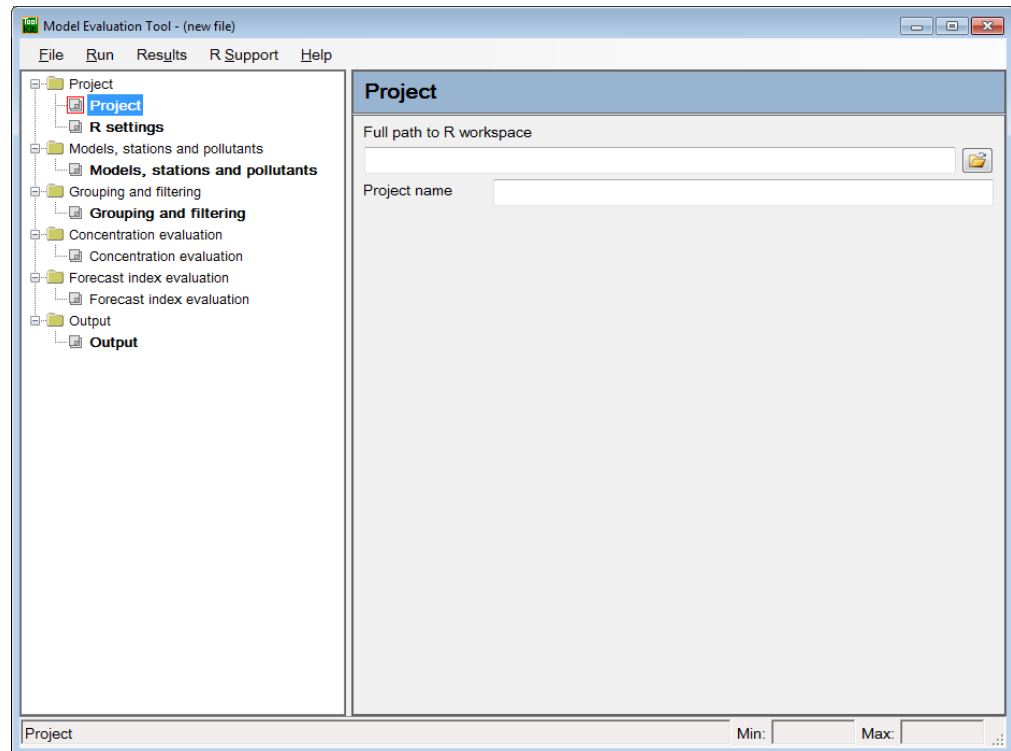 Tool
Kit
Model Evaluation Tool - (new file)
File Run Results R Support Help
Project
Project
R settings
Models, stations and pollutants
Models, stations and pollutants
Grouping and filtering
Grouping and filtering
Concentration evaluation
Concentration evaluation
Forecast index evaluation
Forecast index evaluation
Output
Output
Project
Full path to R workspace
Project name
Project
Min:
Max: